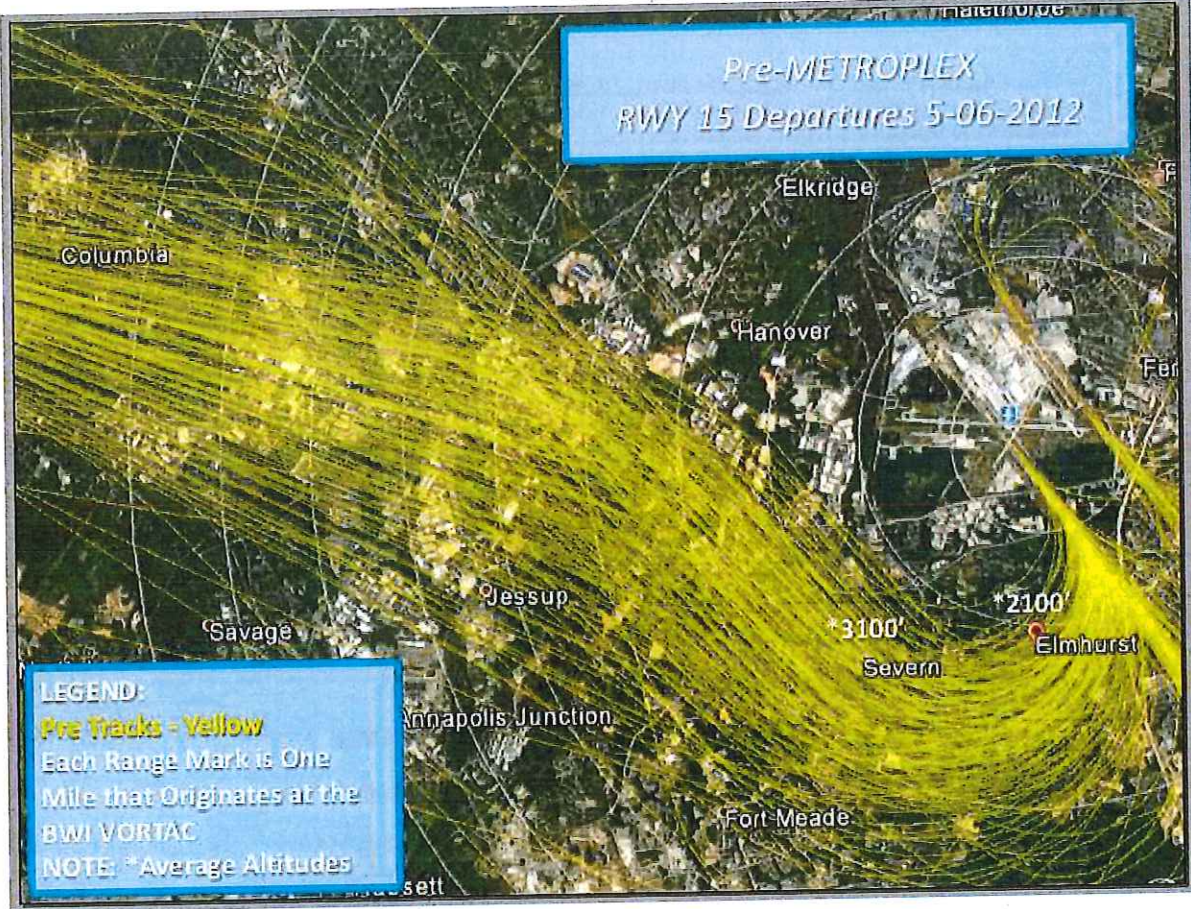 Halethorpe
Pre-METROPLEX
RWY 15 Departures 5-06-2012
Elkridge
Columbia
Hanover
Fer
*2100'
Jessup
*3100'
Savage
Elmhurst
Severn
LEGEND:
Pre Tracks = Yellow
Each Range Mark is One
Mile that Originates at the
BWI VORTAC
NOTE: *Average Altitudes
Annapolis Junction
Fort Meade